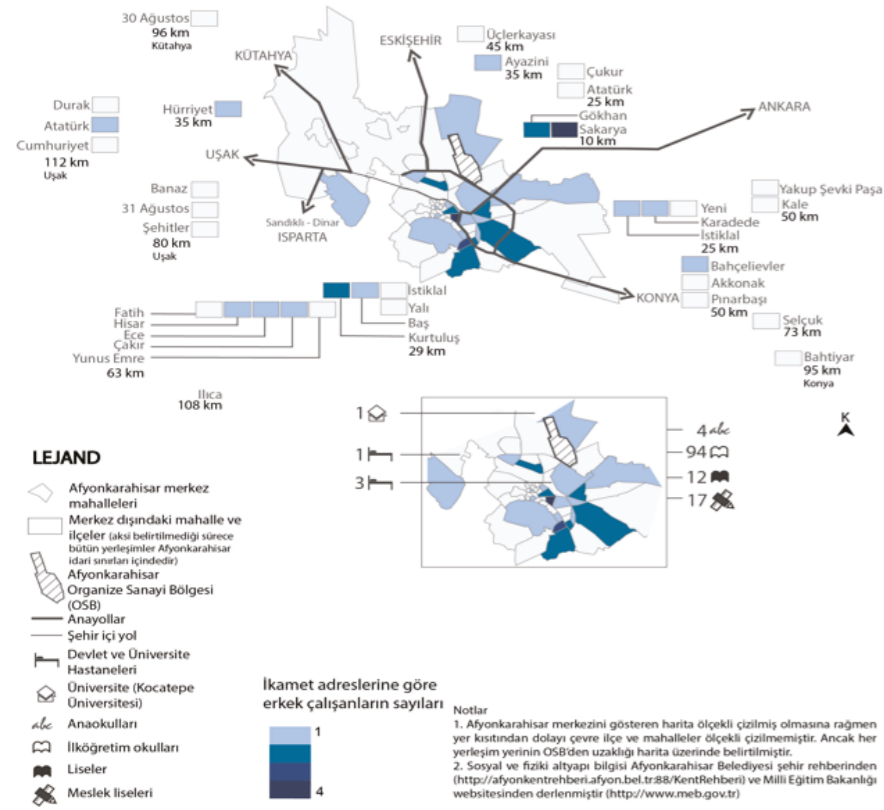 30 Ağustos
96 km
Kütahya
KÜTAHYA
ESKİŞEHİR
Üçlerkayası
45 km
Ayazini
35 km
Çukur
Atatürk
25 km
Gökhan
Sakarya
10 km
ANKARA
Durak
Atatürk
Cumhuriyet
112 km
Uşak
Hürriyet
35 km
UŞAK
Banaz
31 Ağustos
Şehitler
80 km
Uşak
Sandıklı - Dinar
ISPARTA
Yakup Şevki Paşa
Kale
50 km
Yeni
Karadede
İstiklal
25 km
Bahçelievler
Akkonak
Pınarbaşı
50 km
KONYA
Selçuk
73 km
Bahtiyar
95 km
Konya
İstiklal
Yalı
Baş
Kurtuluş
29 km
Fatih
Hisar
Ece
Çakır
Yunus Emre
63 km
Ilıca
108 km
1
1
3
4 abc
94
12
17
K
LEJAND
Afyonkarahisar merkez
mahalleleri
Merkez dışındaki mahalle ve
ilçeler (aksi belirtilmediği sürece
bütün yerleşimler Afyonkarahisar
idari sınırları içindedir)
Afyonkarahisar
Organize Sanayi Bölgesi
(OSB)
Anayollar
Şehir içi yol
Devlet ve Üniversite
Hastaneleri
Üniversite (Kocatepe
Üniversitesi)
abc Anaokulları
İlköğretim okulları
Liseler
Meslek liseleri
İkamet adreslerine göre
erkek çalışanların sayıları
1
4
Notlar
1. Afyonkarahisar merkezini gösteren harita ölçekli çizilmiş olmasına rağmen
yer kısıtından dolayı çevre ilçe ve mahalleler ölçekli çizilmemiştir. Ancak her
yerleşim yerinin OSB'den uzaklığı harita üzerinde belirtilmiştir.
2. Sosyal ve fiziki altyapı bilgisi Afyonkarahisar Belediyesi şehir rehberinden
(http://afyonkentrehberi.afyon.bel.tr:88/KentRehberi) ve Milli Eğitim Bakanlığı
websitesinden derlenmiştir (http://www.meb.gov.tr)